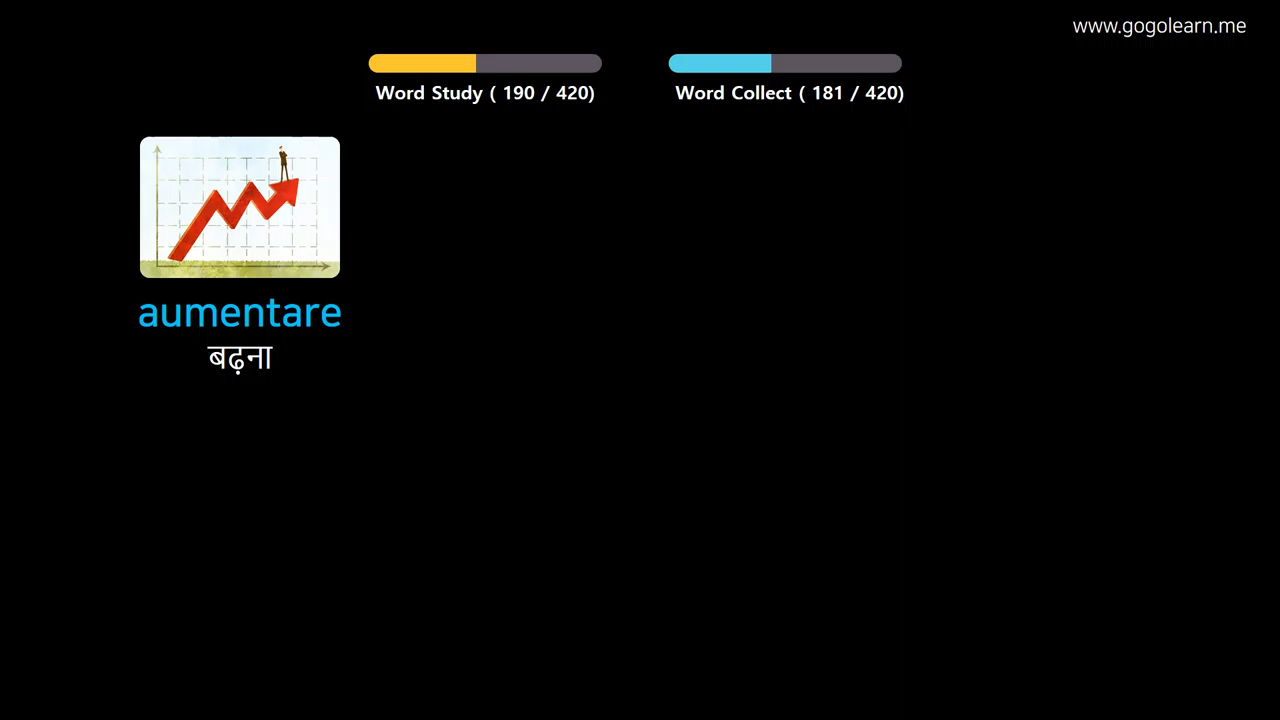 www.gogolearn.me
Word Study ( 190 / 420)
Word Collect ( 181 / 420)
aumentare
बढ़ना